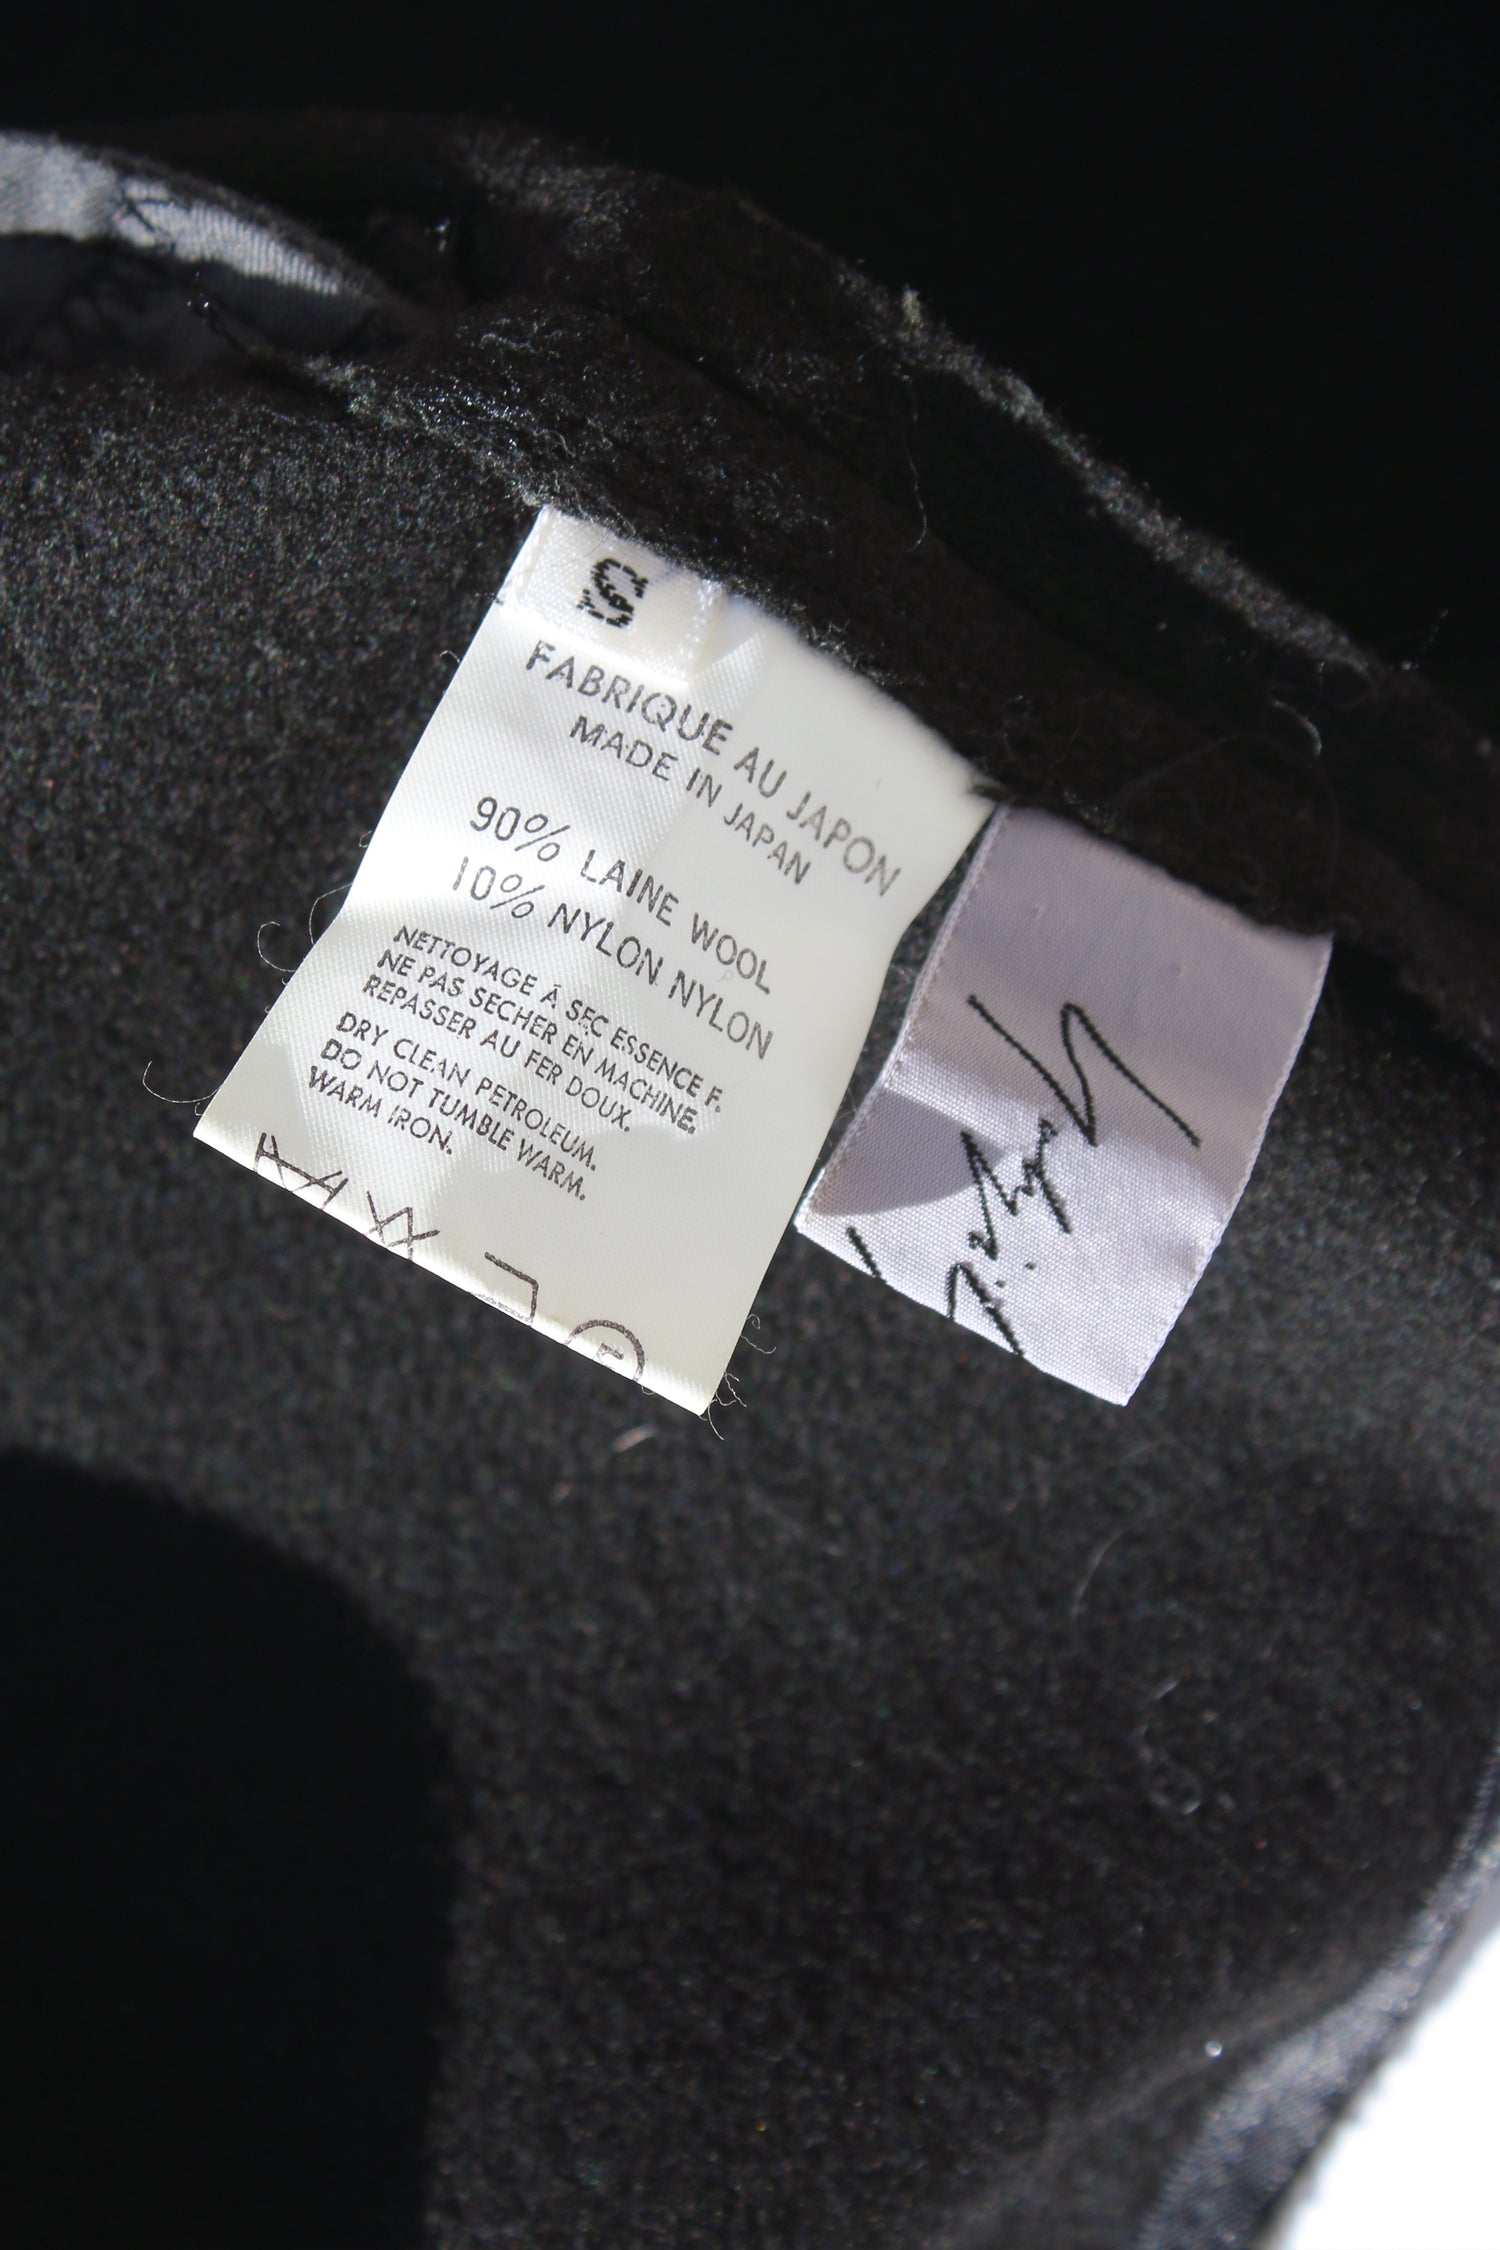 S
FABRIQUE AU JAPON
MADE IN JAPAN
90% LAINE WOOL
10% NYLON NYLON
NETTOYAGE À SEC ESSENCE F.
NE PAS SECHER EN MACHINE.
REPASSER AU FER DOUX.
DRY CLEAN PETROLEUM.
DO NOT TUMBLE WARM.
WARM IRON.